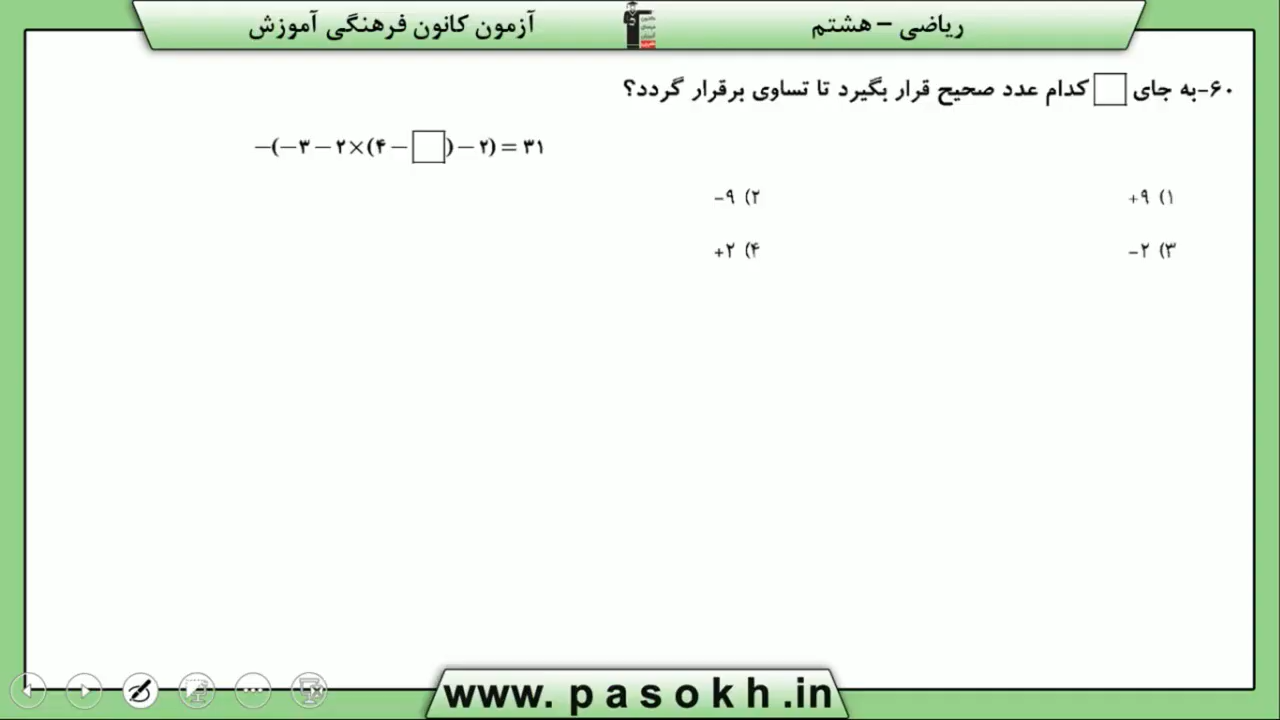 ریاضی – هشتم
آزمون کانون فرهنگی آموزش
۶۰-به جای □ کدام عدد صحیح قرار بگیرد تا تساوی برقرار گردد؟
−(−۳ − ۲×(۴ − □) − ۲) = ۳۱
۱) +۹
۲) −۹
۳) −۲
۴) +۲
www. p a s o k h .in